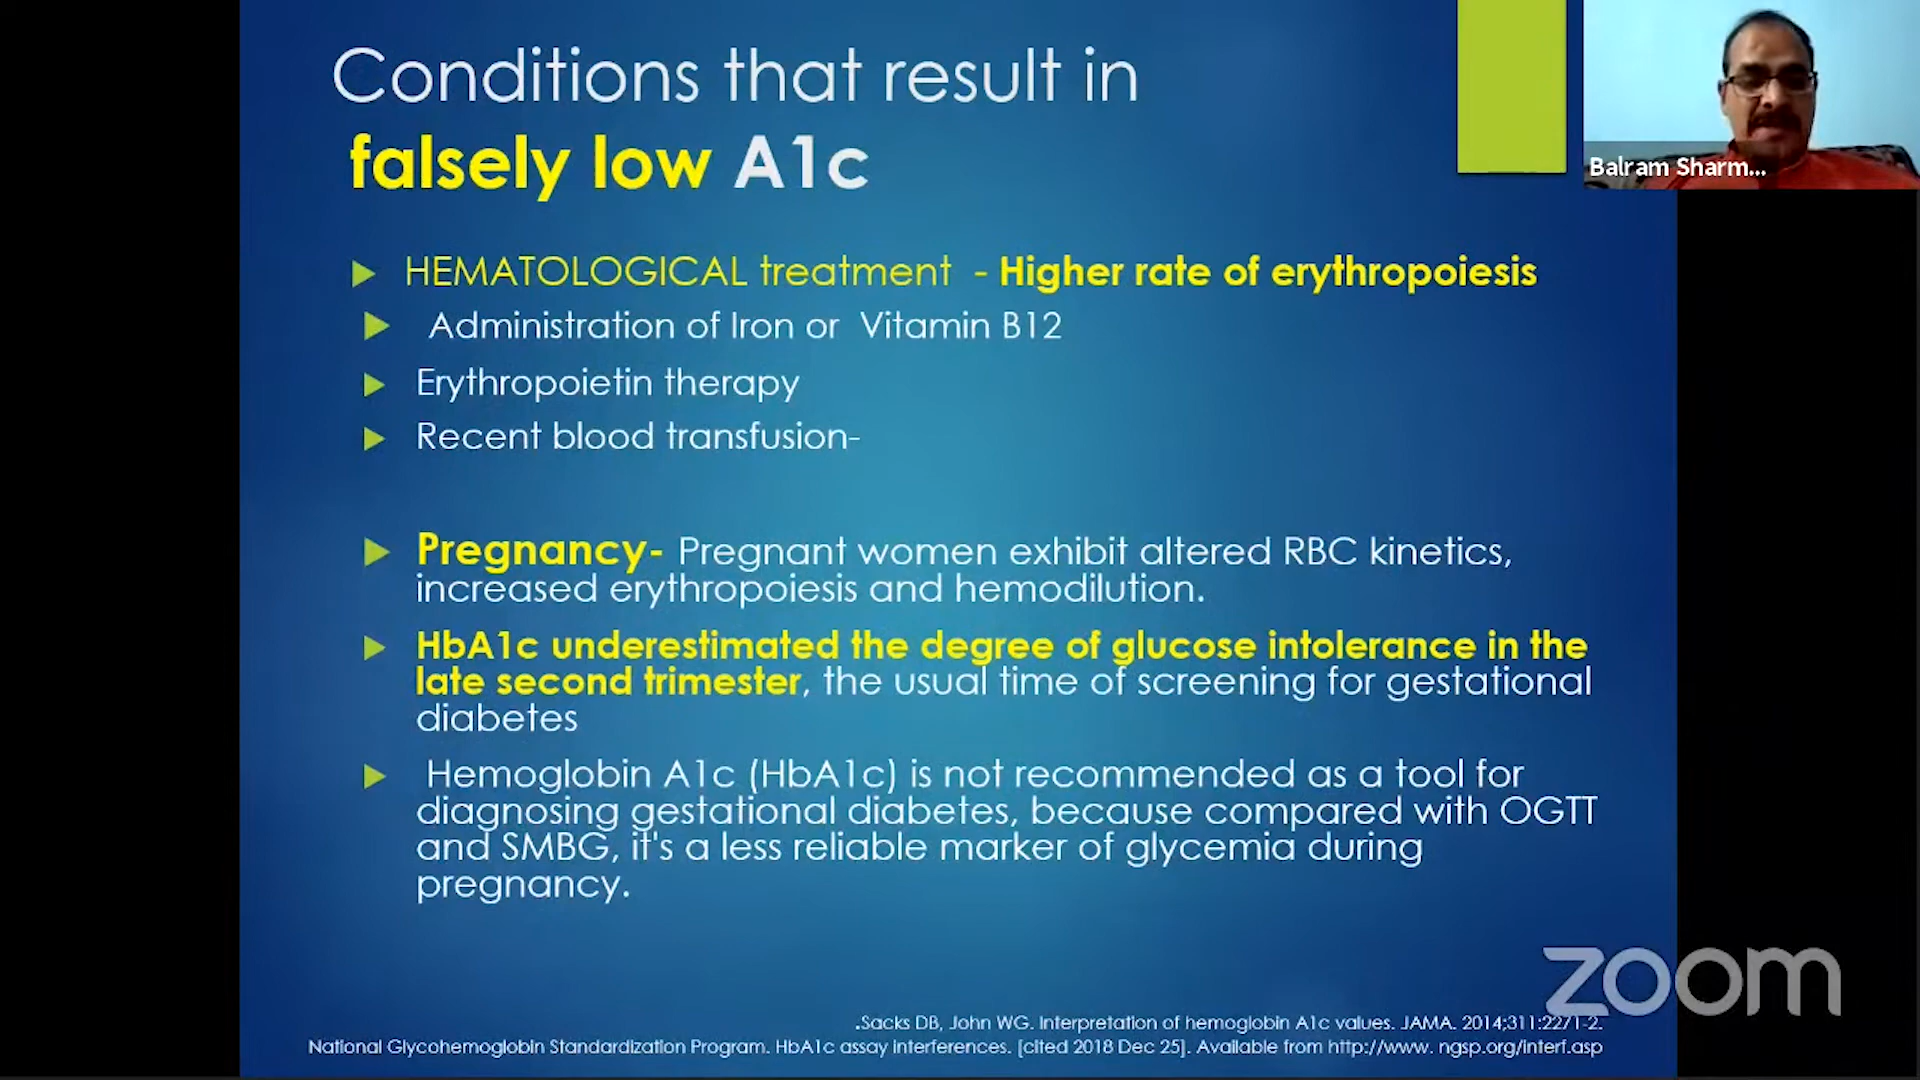 Conditions that result in
falsely low A1c
Balram Sharm...
HEMATOLOGICAL treatment - Higher rate of erythropoiesis
Administration of Iron or Vitamin B12
Erythropoietin therapy
Recent blood transfusion-
Pregnancy- Pregnant women exhibit altered RBC kinetics,
increased erythropoiesis and hemodilution.
HbA1c underestimated the degree of glucose intolerance in the
late second trimester, the usual time of screening for gestational
diabetes
Hemoglobin A1c (HbA1c) is not recommended as a tool for
diagnosing gestational diabetes, because compared with OGTT
and SMBG, it's a less reliable marker of glycemia during
pregnancy.
zoom
.Sacks DB, John WG. Interpretation of hemoglobin A1c values. JAMA. 2014;311:2271-2.
National Glycohemoglobin Standardization Program. HbA1c assay interferences. [cited 2018 Dec 25]. Available from http://www. ngsp.org/interf.asp